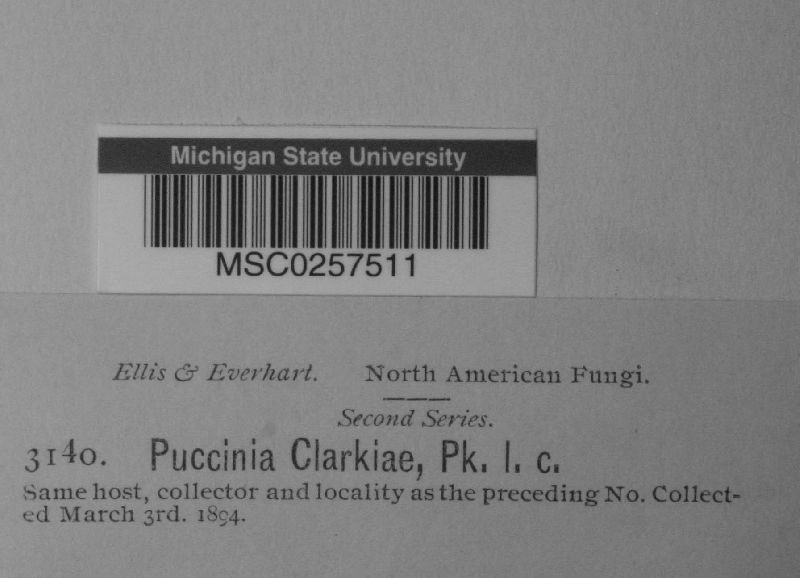 Michigan State University
MSC0257511
Ellis & Everhart. North American Fungi.
Second Series.
3140. Puccinia Clarkiae, Pk. l. c.
Same host, collector and locality as the preceding No. Collect-
ed March 3rd. 1894.